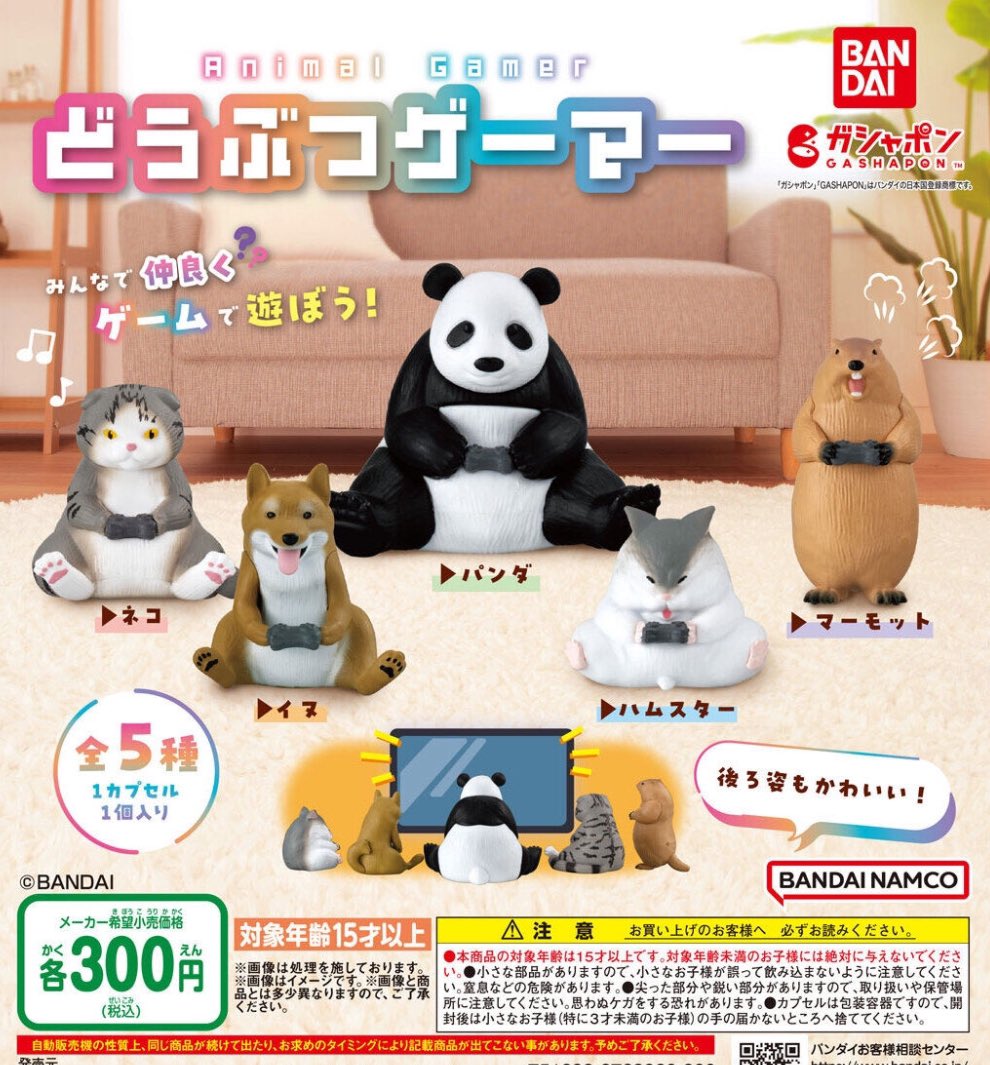 Animal Gamer
どうぶつゲーマー
BAN
DAI
ガシャポン
GASHAPON™
「ガシャポン」「GASHAPON」はバンダイの日本国登録商標です。
みんなで仲良く??
ゲームで遊ぼう!
▶パンダ
▶ネコ
▶マーモット
▶イヌ
▶ハムスター
全5種
1カプセル
1個入り
後ろ姿もかわいい!
©BANDAI
BANDAI NAMCO
メーカー希望小売価格
きぼうこうりかかく
かく
えん
各300円
ぜいこみ
(税込)
対象年齢15才以上
※画像は処理を施しております。
※画像はイメージです。※画像と商
品とは多少異なりますので、ご了承
ください。
⚠注意 お買い上げのお客様へ 必ずお読みください。
●本商品の対象年齢は15才以上です。対象年齢未満のお子様には絶対に与えないでくださ
い。●小さな部品がありますので、小さなお子様が誤って飲み込まないように注意してくださ
い。窒息などの危険があります。●尖った部分や鋭い部分がありますので、取り扱いや保管場
所に注意してください。思わぬケガをする恐れがあります。●カプセルは包装容器ですので、開
封後は小さなお子様(特に3才未満のお子様)の手の届かないところへ捨ててください。
自動販売機の性質上、同じ商品が続けて出たり、お求めのタイミングにより記載商品が出てこない事があります。予めご了承ください。
発売元
バンダイお客様相談センター